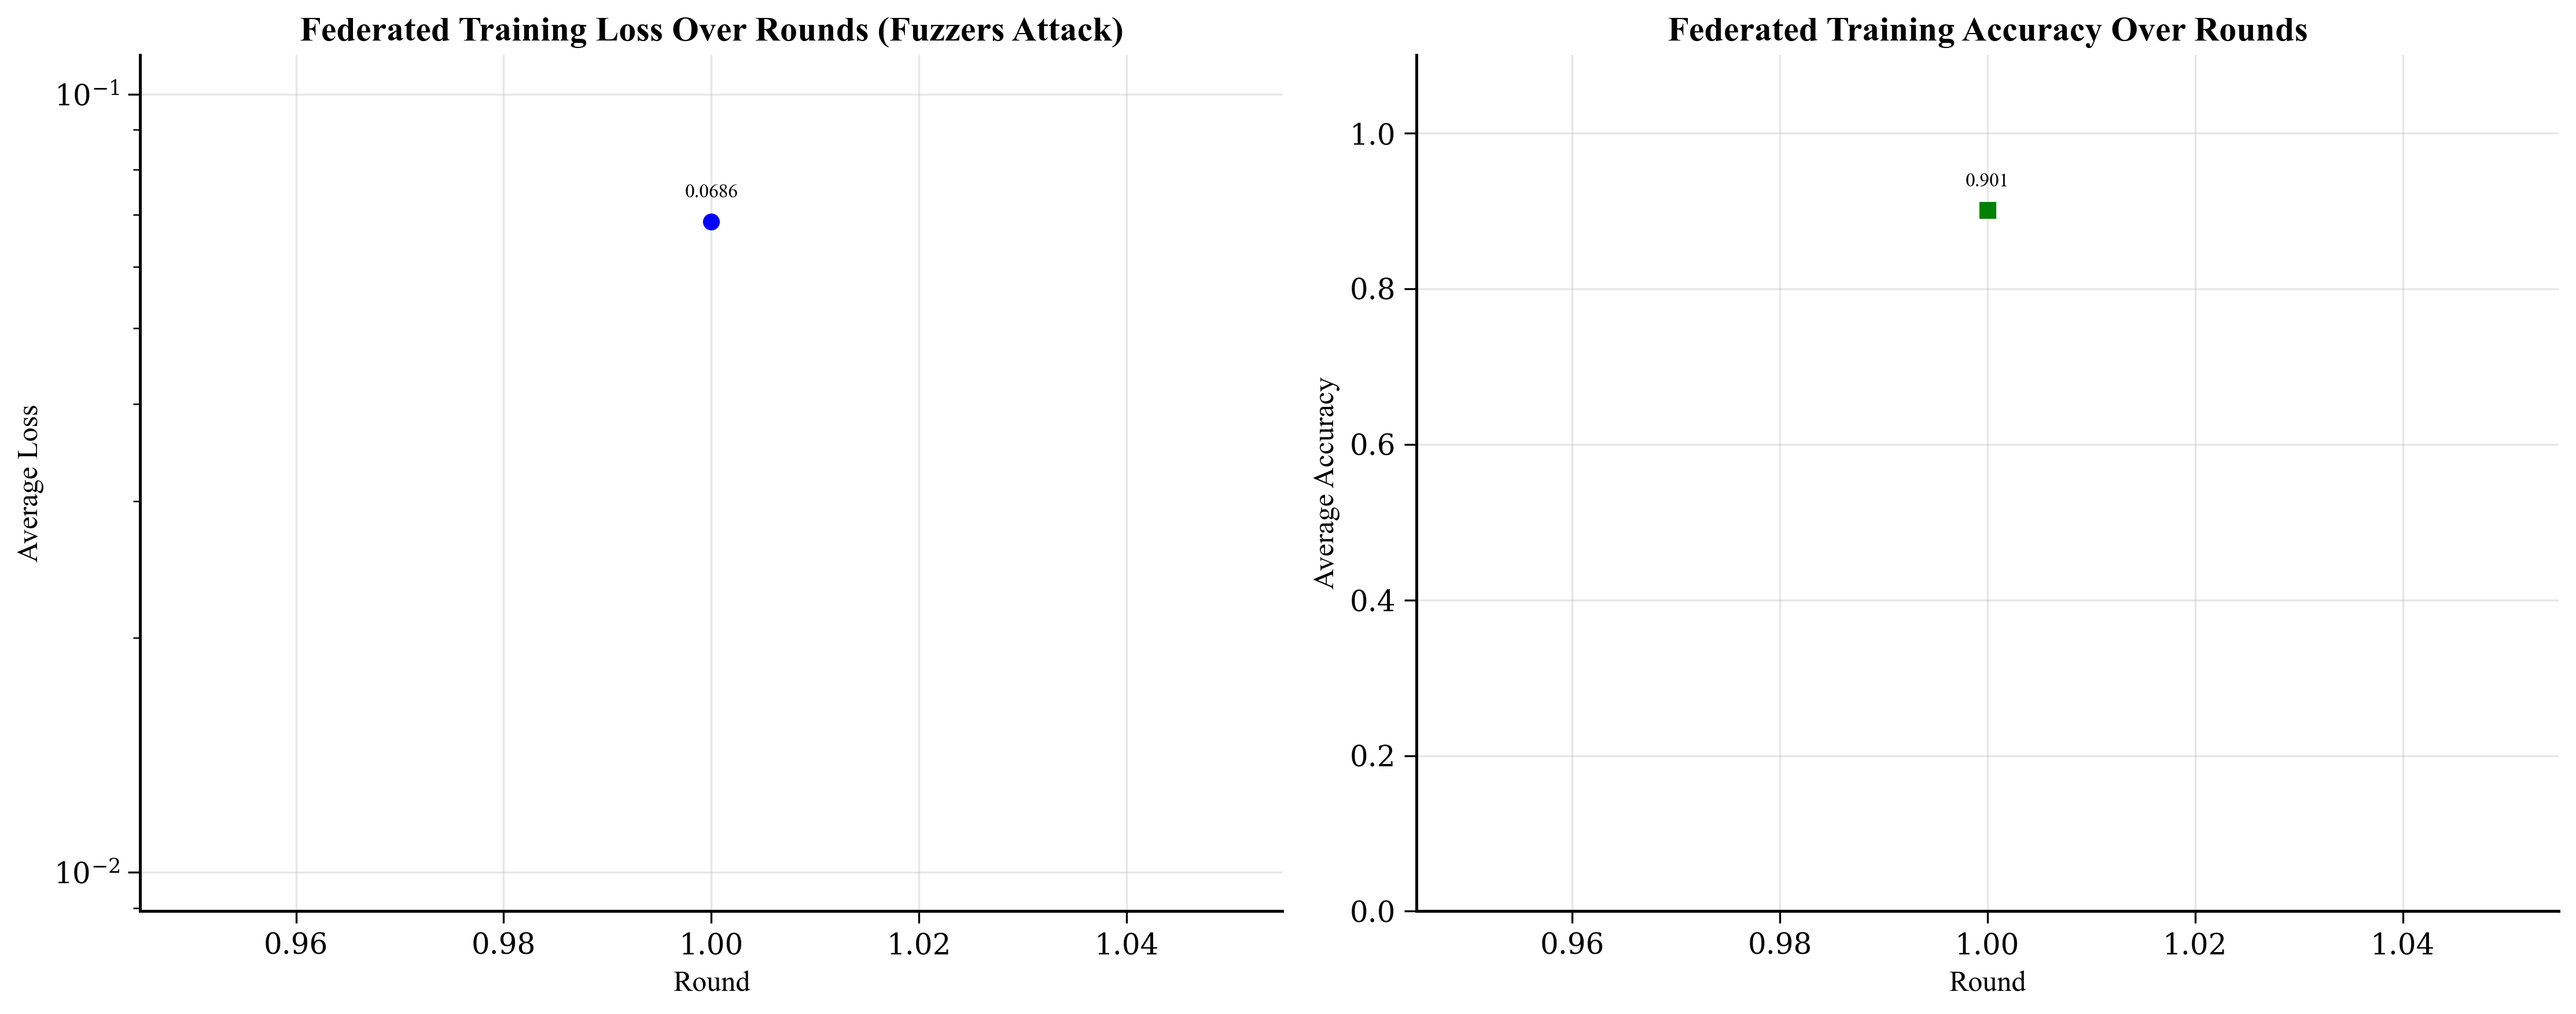 Federated Training Loss Over Rounds (Fuzzers Attack)
10⁻¹
0.0686
Average Loss
10⁻²
0.96 0.98 1.00 1.02 1.04
Round
Federated Training Accuracy Over Rounds
1.0
0.901
0.8
0.6
Average Accuracy
0.4
0.2
0.0
0.96 0.98 1.00 1.02 1.04
Round